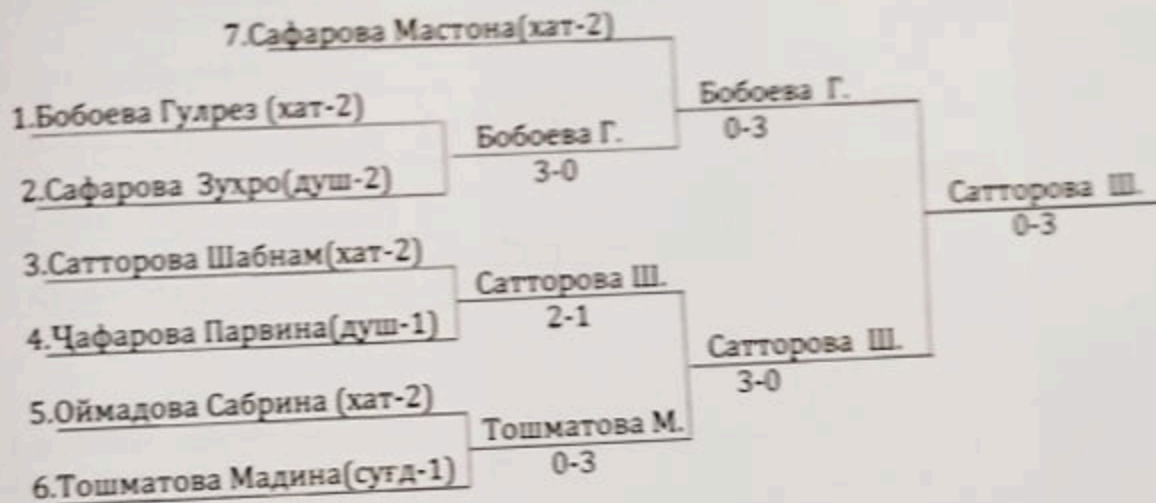 7.Сафарова Мастона(хат-2)
1.Бобоева Гулрез (хат-2)
2.Сафарова Зухро(душ-2)
Бобоева Г.
3-0
Бобоева Г.
0-3
3.Сатторова Шабнам(хат-2)
4.Ҷафарова Парвина(душ-1)
Сатторова Ш.
2-1
5.Оймадова Сабрина (хат-2)
6.Тошматова Мадина(суғд-1)
Тошматова М.
0-3
Сатторова Ш.
3-0
Сатторова Ш.
0-3